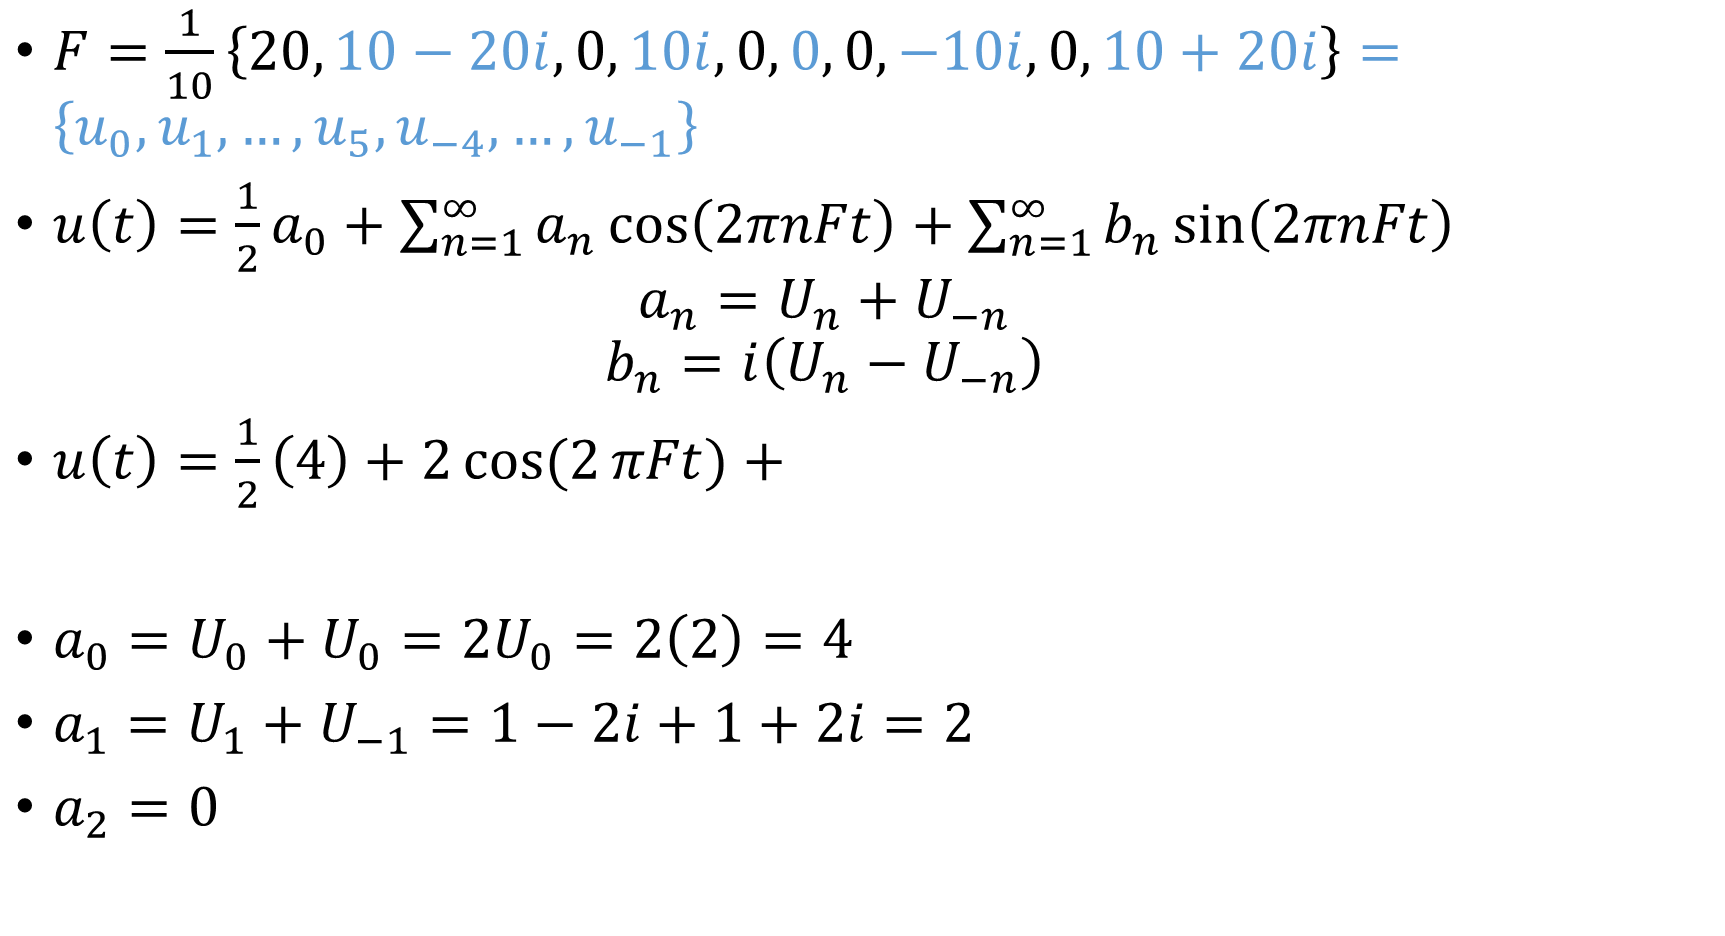 • F = 1/10 {20, 10 − 20i, 0, 10i, 0, 0, 0, −10i, 0, 10 + 20i} =
{u₀, u₁, … , u₅, u₋₄, … , u₋₁}
• u(t) = 1/2 a₀ + ∑ₙ₌₁^∞ aₙ cos(2πnFt) + ∑ₙ₌₁^∞ bₙ sin(2πnFt)
aₙ = Uₙ + U₋ₙ
bₙ = i(Uₙ − U₋ₙ)
• u(t) = 1/2 (4) + 2 cos(2 πFt) +
• a₀ = U₀ + U₀ = 2U₀ = 2(2) = 4
• a₁ = U₁ + U₋₁ = 1 − 2i + 1 + 2i = 2
• a₂ = 0